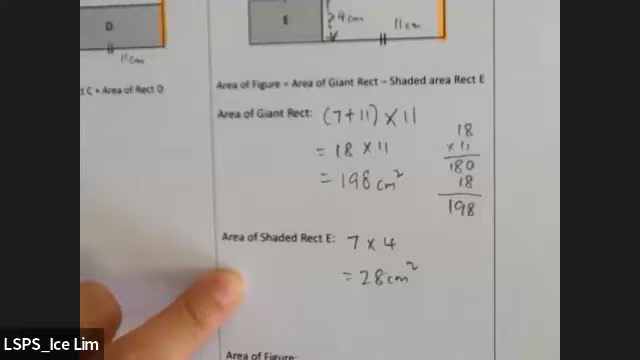 D
11cm
E
? 4cm
11cm
t C + Area of Rect D
Area of Figure = Area of Giant Rect – Shaded area Rect E
Area of Giant Rect: (7+11) × 11
= 18 × 11
= 198 cm²
18
× 11
180
18
198
Area of Shaded Rect E: 7 × 4
= 28 cm²
Area of Figure:
LSPS_Ice Lim